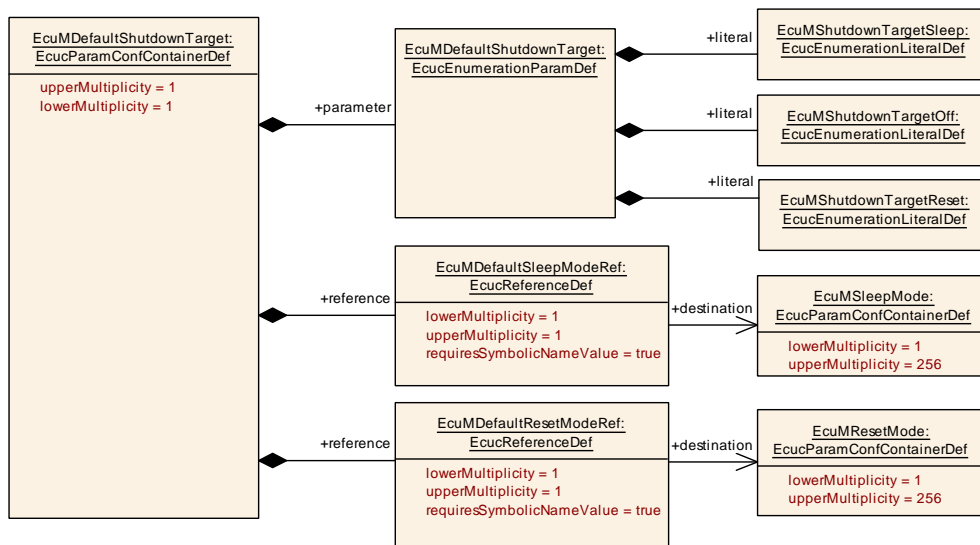 EcuMDefaultShutdownTarget:
EcucParamConfContainerDef
upperMultiplicity = 1
lowerMultiplicity = 1
+parameter
EcuMDefaultShutdownTarget:
EcucEnumerationParamDef
+literal
EcuMShutdownTargetSleep:
EcucEnumerationLiteralDef
+literal
EcuMShutdownTargetOff:
EcucEnumerationLiteralDef
+literal
EcuMShutdownTargetReset:
EcucEnumerationLiteralDef
+reference
EcuMDefaultSleepModeRef:
EcucReferenceDef
lowerMultiplicity = 1
upperMultiplicity = 1
requiresSymbolicNameValue = true
+destination
EcuMSleepMode:
EcucParamConfContainerDef
lowerMultiplicity = 1
upperMultiplicity = 256
+reference
EcuMDefaultResetModeRef:
EcucReferenceDef
lowerMultiplicity = 1
upperMultiplicity = 1
requiresSymbolicNameValue = true
+destination
EcuMResetMode:
EcucParamConfContainerDef
lowerMultiplicity = 1
upperMultiplicity = 256